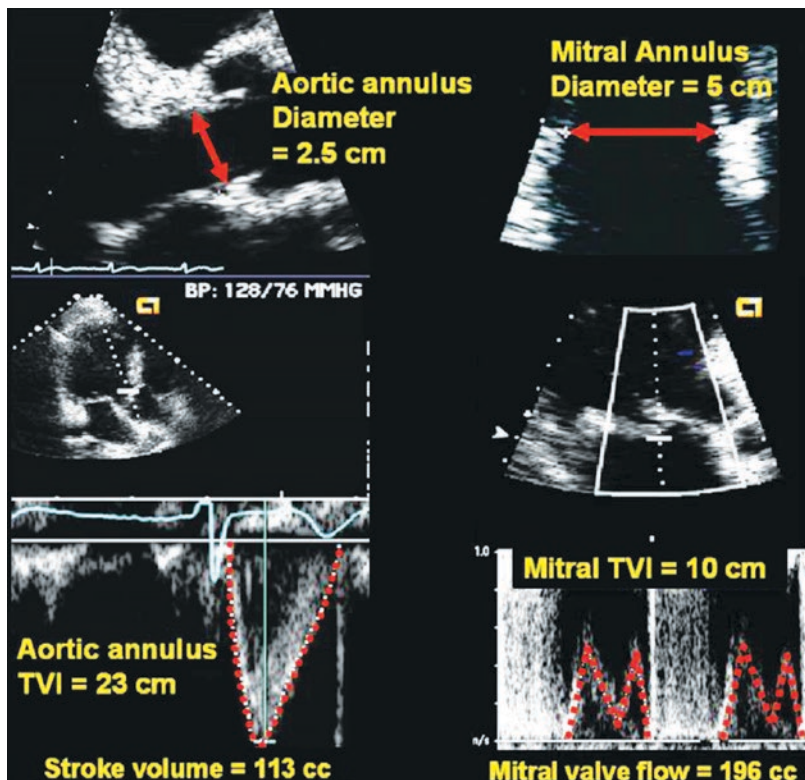 Aortic annulus
Diameter
= 2.5 cm
Mitral Annulus
Diameter = 5 cm
BP: 128/76 MMHG
Aortic annulus
TVI = 23 cm
Stroke volume = 113 cc
1.0
Mitral TVI = 10 cm
m/s
Mitral valve flow = 196 cc